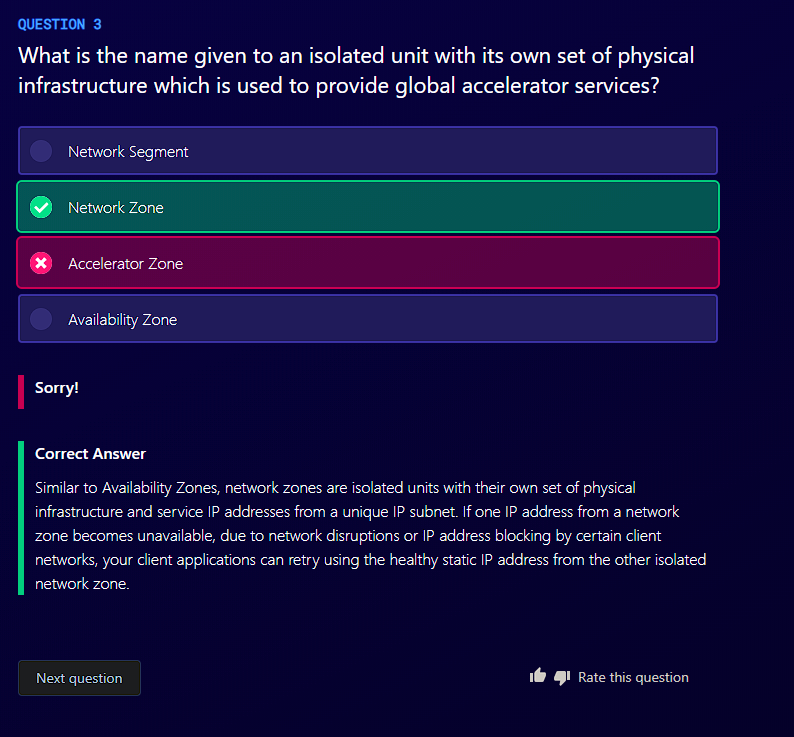 QUESTION 3
What is the name given to an isolated unit with its own set of physical
infrastructure which is used to provide global accelerator services?
Network Segment
Network Zone
Accelerator Zone
Availability Zone
Sorry!
Correct Answer
Similar to Availability Zones, network zones are isolated units with their own set of physical
infrastructure and service IP addresses from a unique IP subnet. If one IP address from a network
zone becomes unavailable, due to network disruptions or IP address blocking by certain client
networks, your client applications can retry using the healthy static IP address from the other isolated
network zone.
Next question
Rate this question